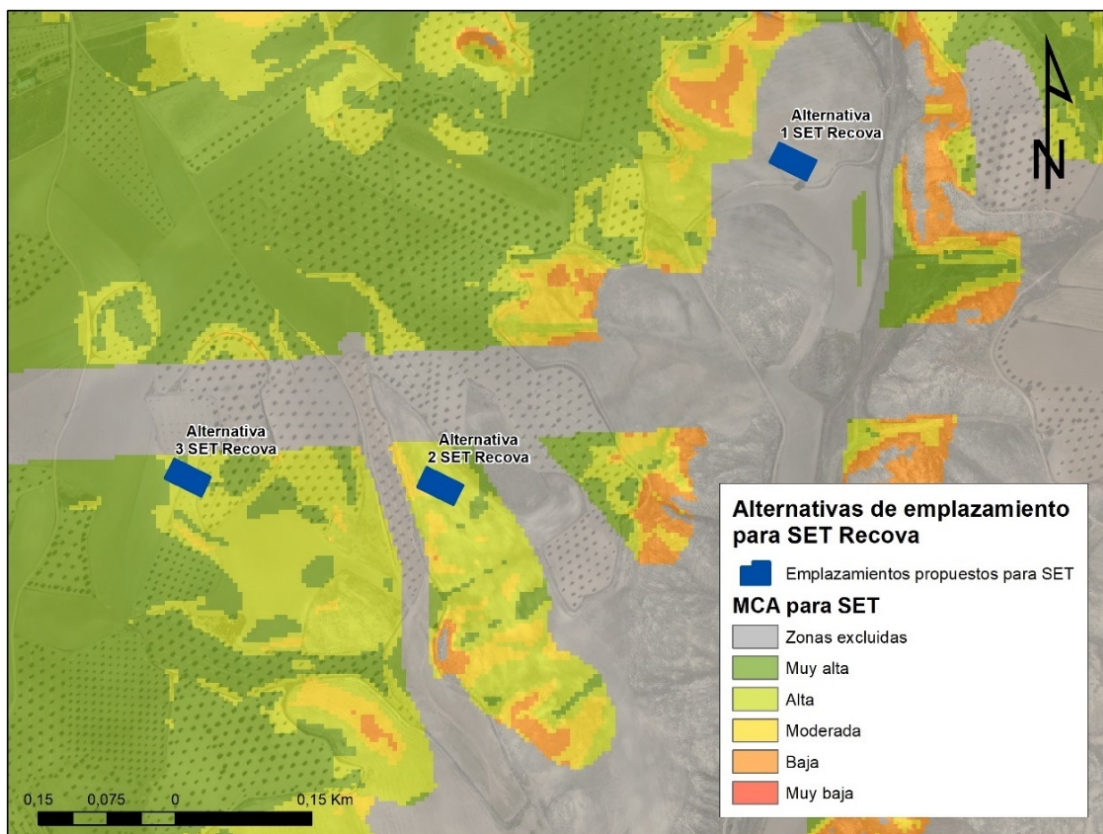 Alternativa
1 SET Recova
N
Alternativa
3 SET Recova
Alternativa
2 SET Recova
Alternativas de emplazamiento
para SET Recova
Emplazamientos propuestos para SET
MCA para SET
Zonas excluidas
Muy alta
Alta
Moderada
Baja
Muy baja
0,15 0,075 0 0,15 Km